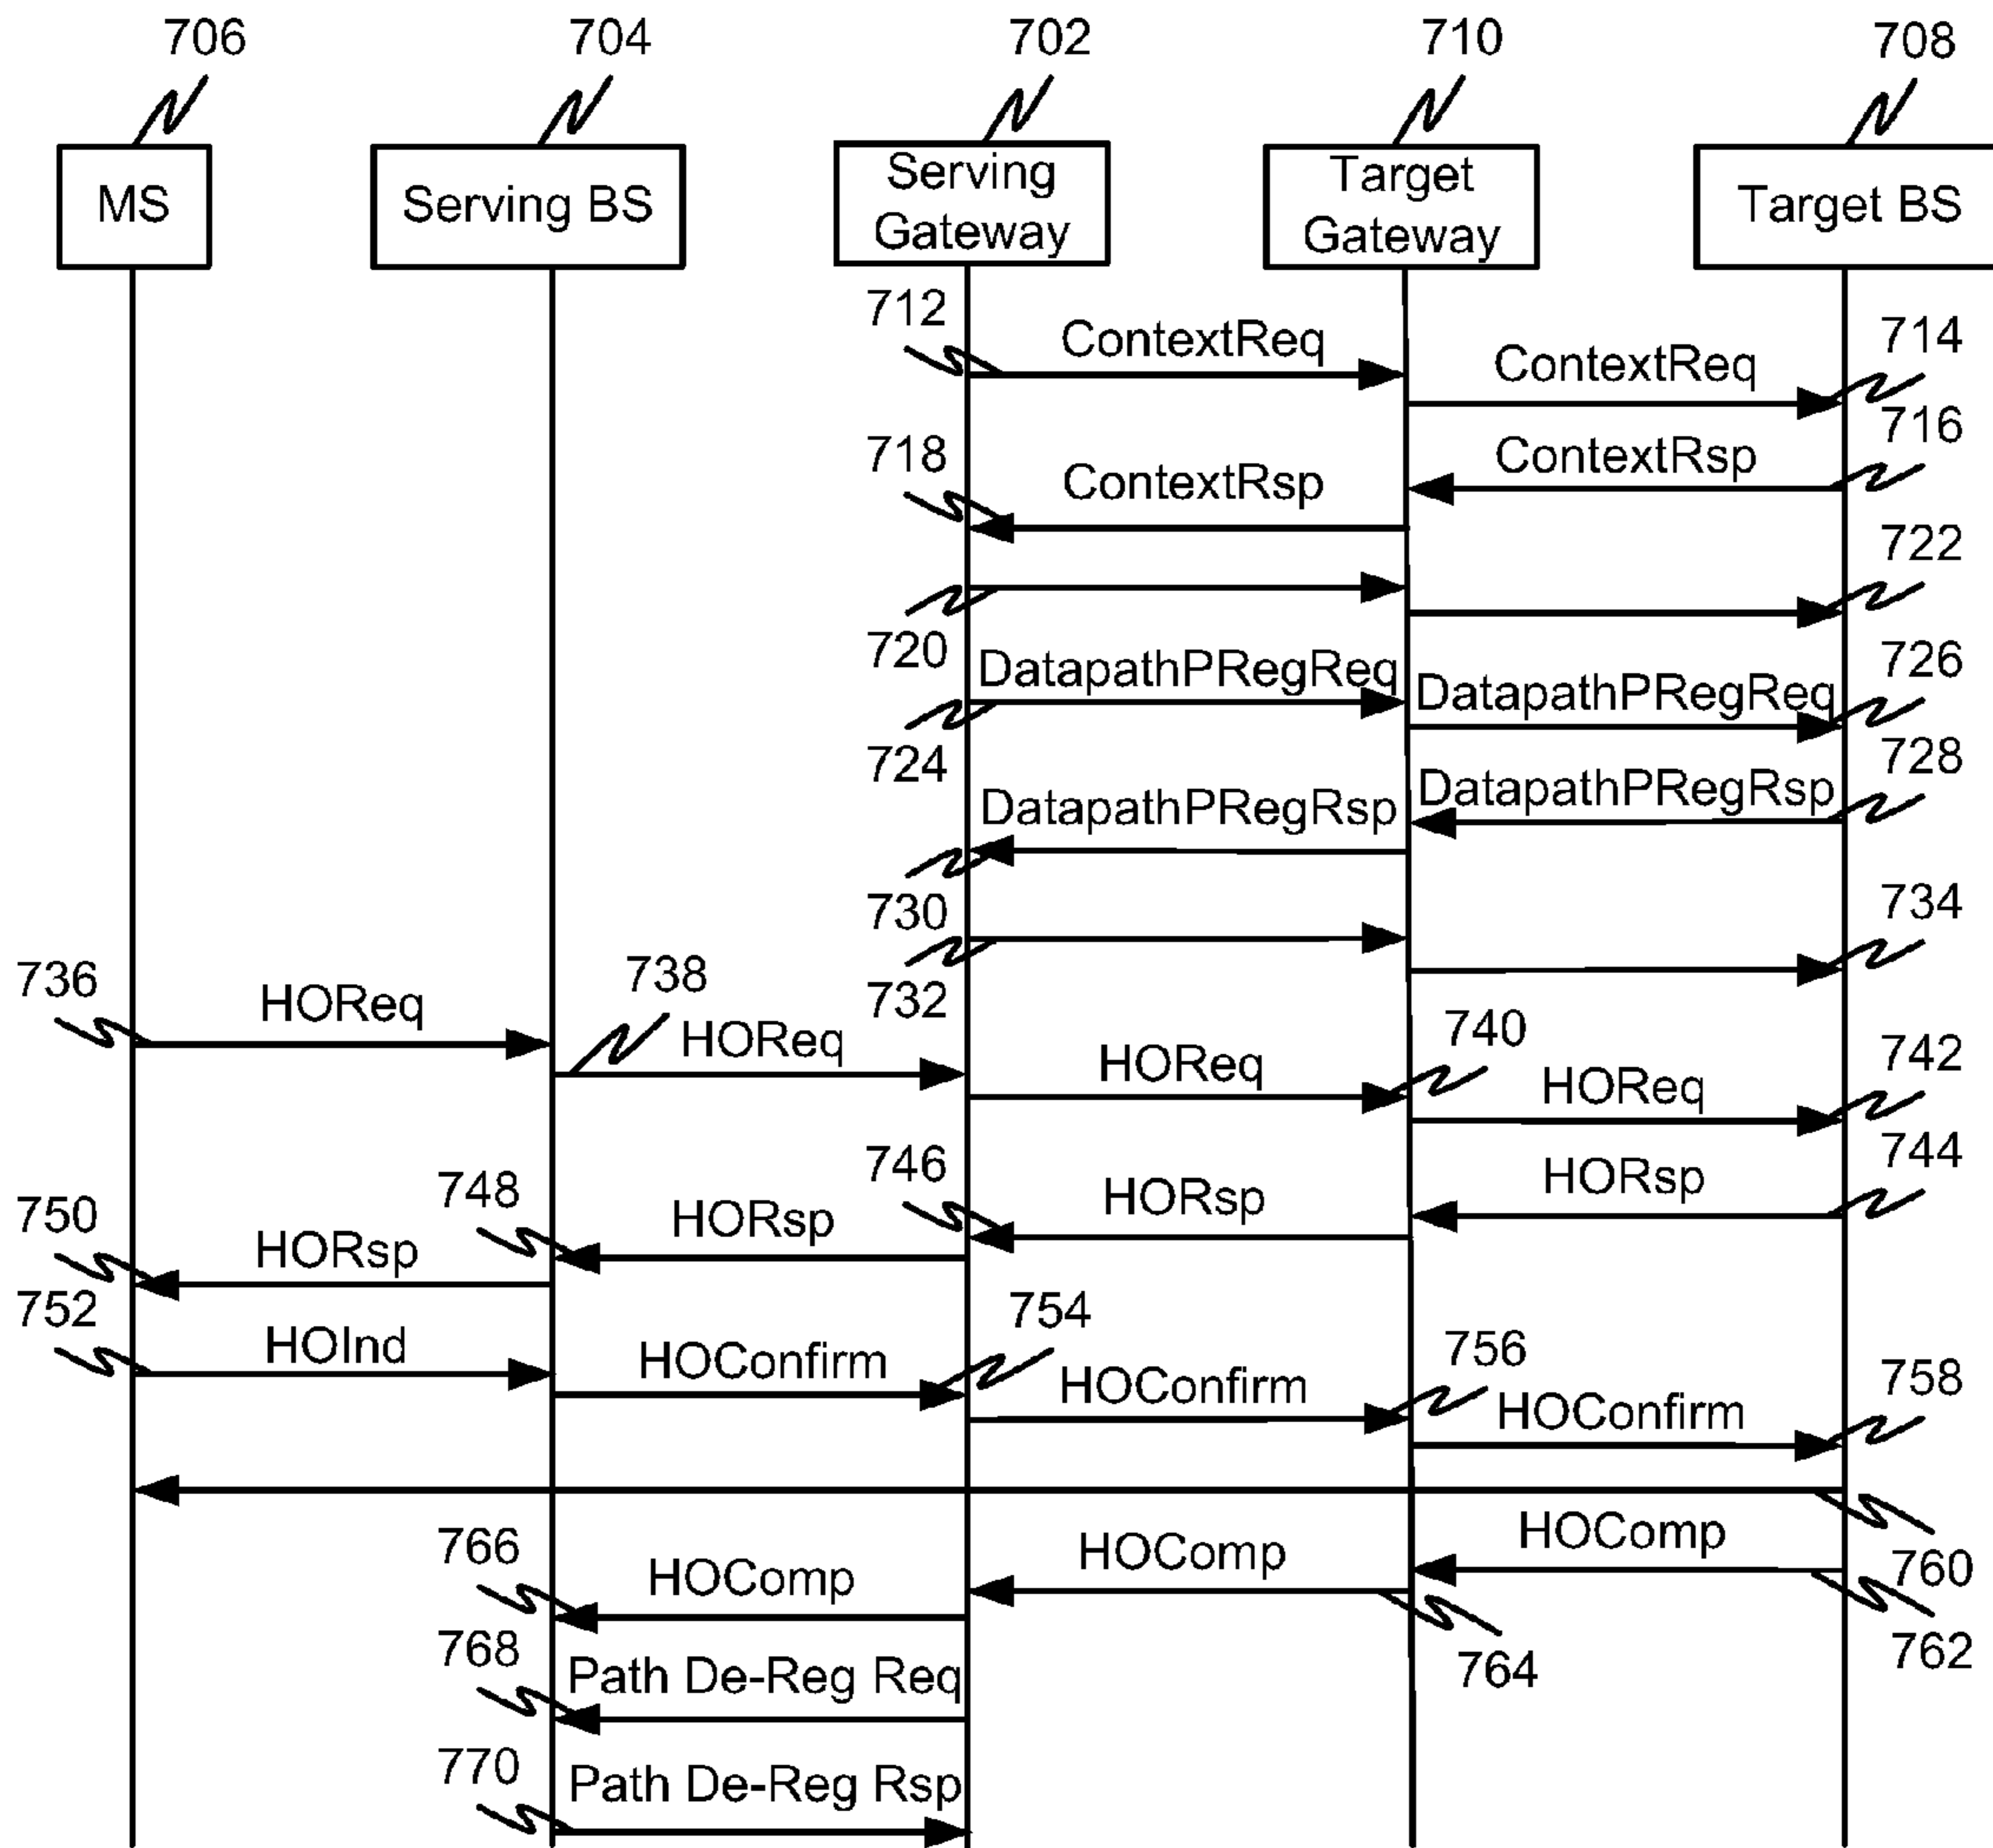 706
704
702
710
708
MS
Serving BS
Serving
Gateway
Target
Gateway
Target BS
712
ContextReq
714
ContextReq
716
718
ContextRsp
ContextRsp
722
720
DatapathPRegReq
726
DatapathPRegReq
724
728
DatapathPRegRsp
DatapathPRegRsp
730
734
732
736
HOReq
738
HOReq
740
HOReq
742
HOReq
744
746
HORsp
HORsp
748
HORsp
750
HORsp
752
HOInd
754
HOConfirm
756
HOConfirm
758
HOConfirm
760
HOComp
762
HOComp
764
766
HOComp
768
Path De-Reg Req
770
Path De-Reg Rsp